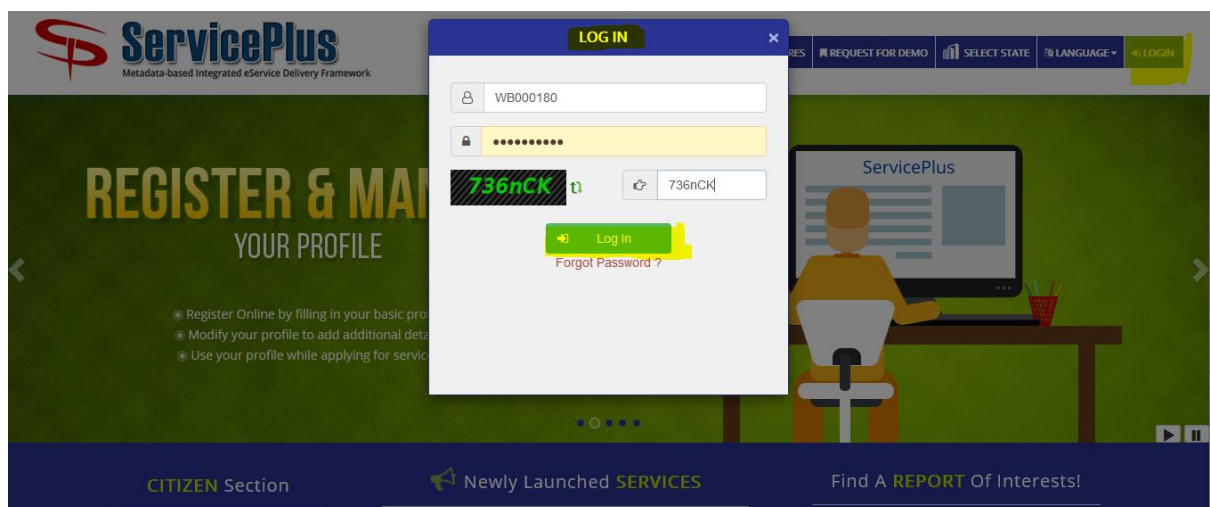 ServicePlus
Metadata-based Integrated eService Delivery Framework
RES REQUEST FOR DEMO SELECT STATE LANGUAGE LOGIN
LOG IN ×
WB000180
••••••••••
736nCK 736nCK
Log In
Forgot Password ?
REGISTER & MA
YOUR PROFILE
Register Online by filling in your basic pro
Modify your profile to add additional deta
Use your profile while applying for servic
ServicePlus
CITIZEN Section
Newly Launched SERVICES
Find A REPORT Of Interests!